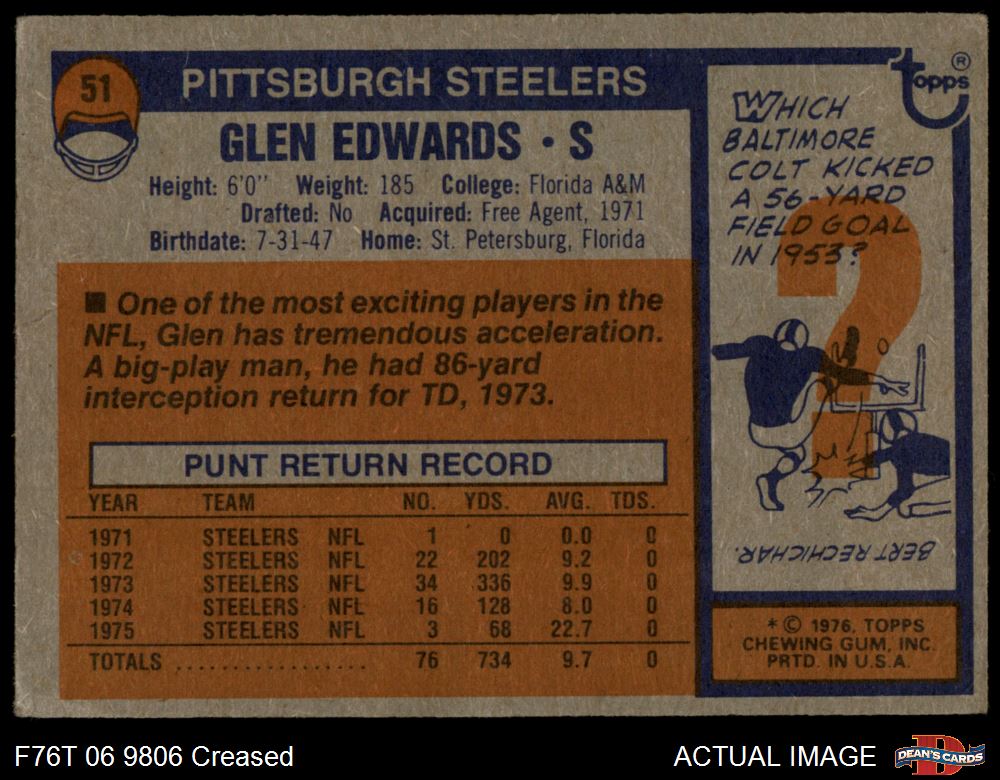 51
PITTSBURGH STEELERS
GLEN EDWARDS • S
Height: 6'0" Weight: 185 College: Florida A&M
Drafted: No Acquired: Free Agent, 1971
Birthdate: 7-31-47 Home: St. Petersburg, Florida
■ One of the most exciting players in the
NFL, Glen has tremendous acceleration.
A big-play man, he had 86-yard
interception return for TD, 1973.
PUNT RETURN RECORD
YEAR TEAM NO. YDS. AVG. TDS.
1971 STEELERS NFL 1 0 0.0 0
1972 STEELERS NFL 22 202 9.2 0
1973 STEELERS NFL 34 336 9.9 0
1974 STEELERS NFL 16 128 8.0 0
1975 STEELERS NFL 3 68 22.7 0
TOTALS .................. 76 734 9.7 0
topps ®
WHICH
BALTIMORE
COLT KICKED
A 56-YARD
FIELD GOAL
IN 1953?
?
BERT RECHICHAR.
* © 1976, TOPPS
CHEWING GUM, INC.
PRTD. IN U.S.A.
F76T 06 9806 Creased
ACTUAL IMAGE
D
DEAN'S CARDS